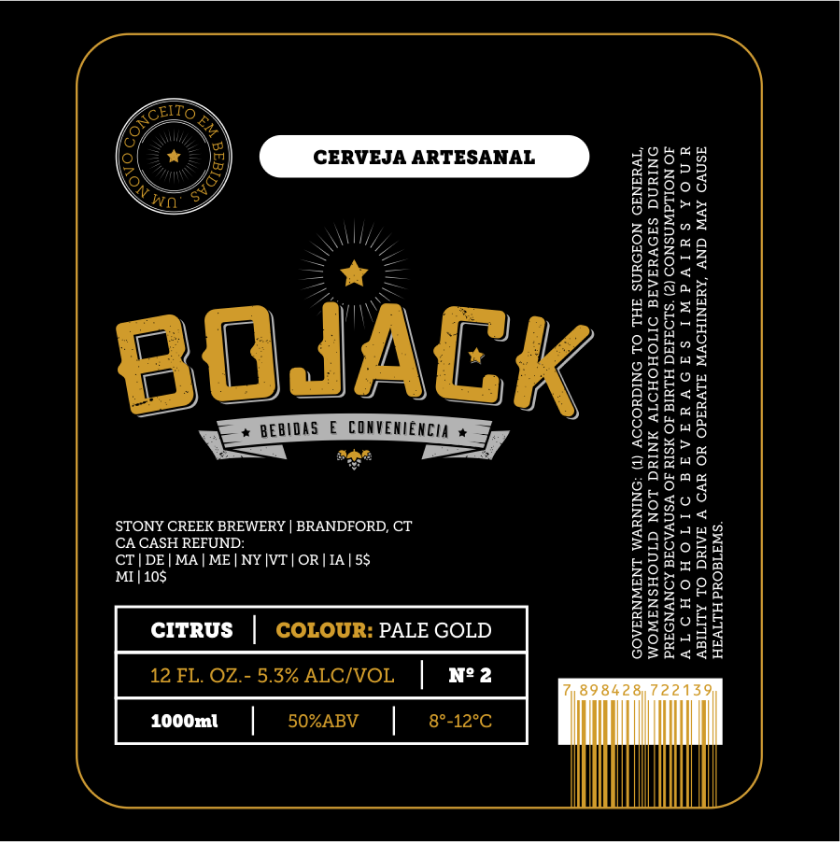 UM NOVO CONCEITO EM BEBIDAS .
CERVEJA ARTESANAL
BOJACK
BEBIDAS E CONVENIÊNCIA
STONY CREEK BREWERY | BRANDFORD, CT
CA CASH REFUND:
CT | DE | MA | ME | NY |VT | OR | IA | 5$
MI | 10$
CITRUS | COLOUR: PALE GOLD
12 FL. OZ.- 5.3% ALC/VOL | Nº 2
1000ml | 50%ABV | 8°-12°C
GOVERNMENT WARNING: (1) ACCORDING TO THE SURGEON GENERAL,
WOMENSHOULD NOT DRINK ALCHOHOLIC BEVERAGES DURING
PREGNANCY BECVAUSA OF RISK OF BIRTH DEFECTS. (2) CONSUMPTION OF
ALCHOHOLIC BEVERAGES IMPAIRS YOUR
ABILITY TO DRIVE A CAR OR OPERATE MACHINERY, AND MAY CAUSE
HEALTH PROBLEMS.
7 898428 722139